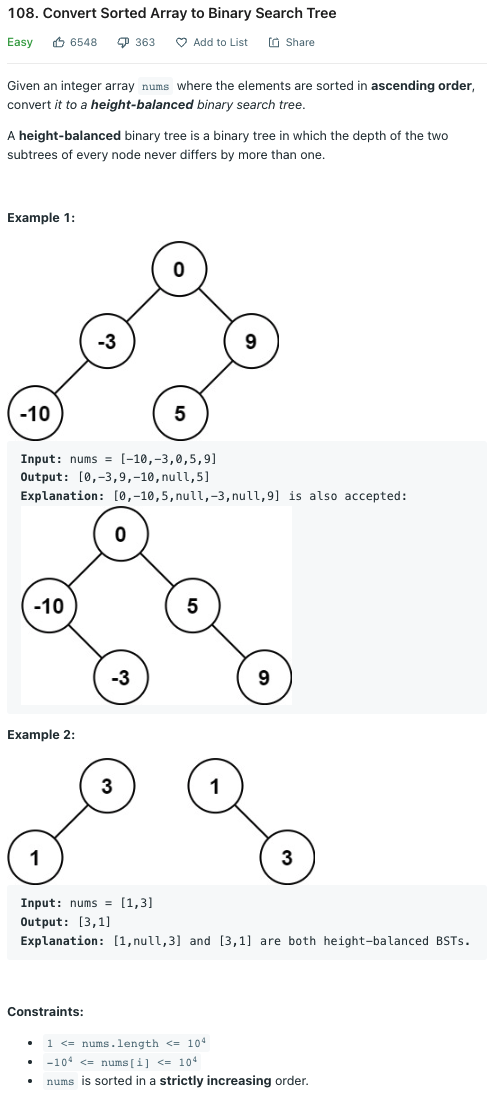 108. Convert Sorted Array to Binary Search Tree
Easy 6548 363 Add to List Share
Given an integer array nums where the elements are sorted in ascending order,
convert it to a height-balanced binary search tree.
A height-balanced binary tree is a binary tree in which the depth of the two
subtrees of every node never differs by more than one.
Example 1:
0
-3 9
-10 5
Input: nums = [-10,-3,0,5,9]
Output: [0,-3,9,-10,null,5]
Explanation: [0,-10,5,null,-3,null,9] is also accepted:
0
-10 5
-3 9
Example 2:
3 1
1 3
Input: nums = [1,3]
Output: [3,1]
Explanation: [1,null,3] and [3,1] are both height-balanced BSTs.
Constraints:
• 1 <= nums.length <= 10⁴
• -10⁴ <= nums[i] <= 10⁴
• nums is sorted in a strictly increasing order.